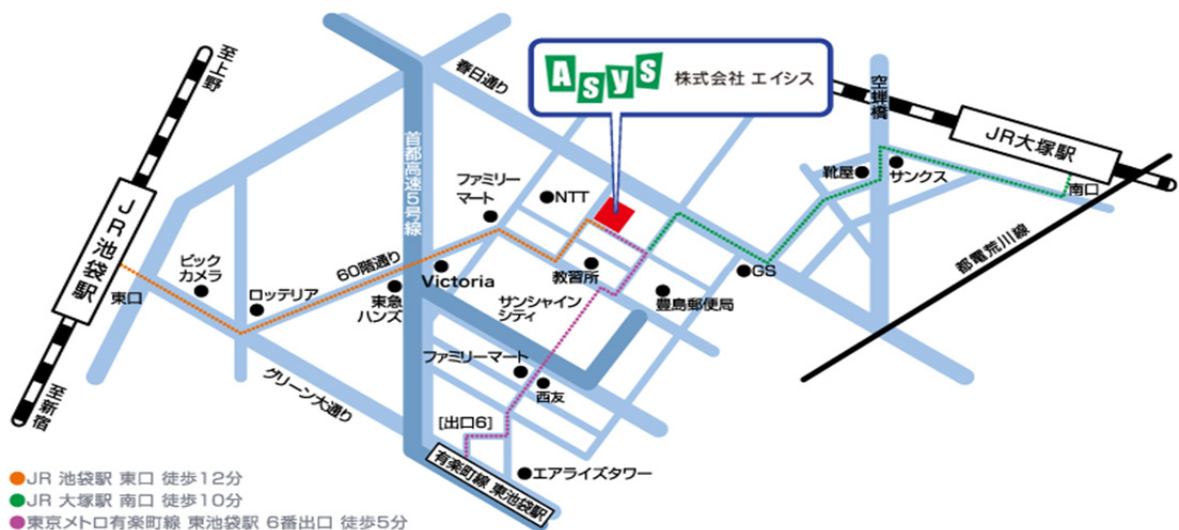 至上野
JR池袋駅
至新宿
東口
ビック
カメラ
ロッテリア
60階通り
グリーン大通り
首都高速5号線
春日通り
Asys 株式会社 エイシス
ファミリー
マート
NTT
Victoria
東急
ハンズ
教習所
サンシャイン
シティ
豊島郵便局
GS
ファミリーマート
西友
[出口6]
有楽町線 東池袋駅
エアライズタワー
空蝉橋
靴屋
サンクス
JR大塚駅
南口
都電荒川線
JR 池袋駅 東口 徒歩12分
JR 大塚駅 南口 徒歩10分
東京メトロ有楽町線 東池袋駅 6番出口 徒歩5分